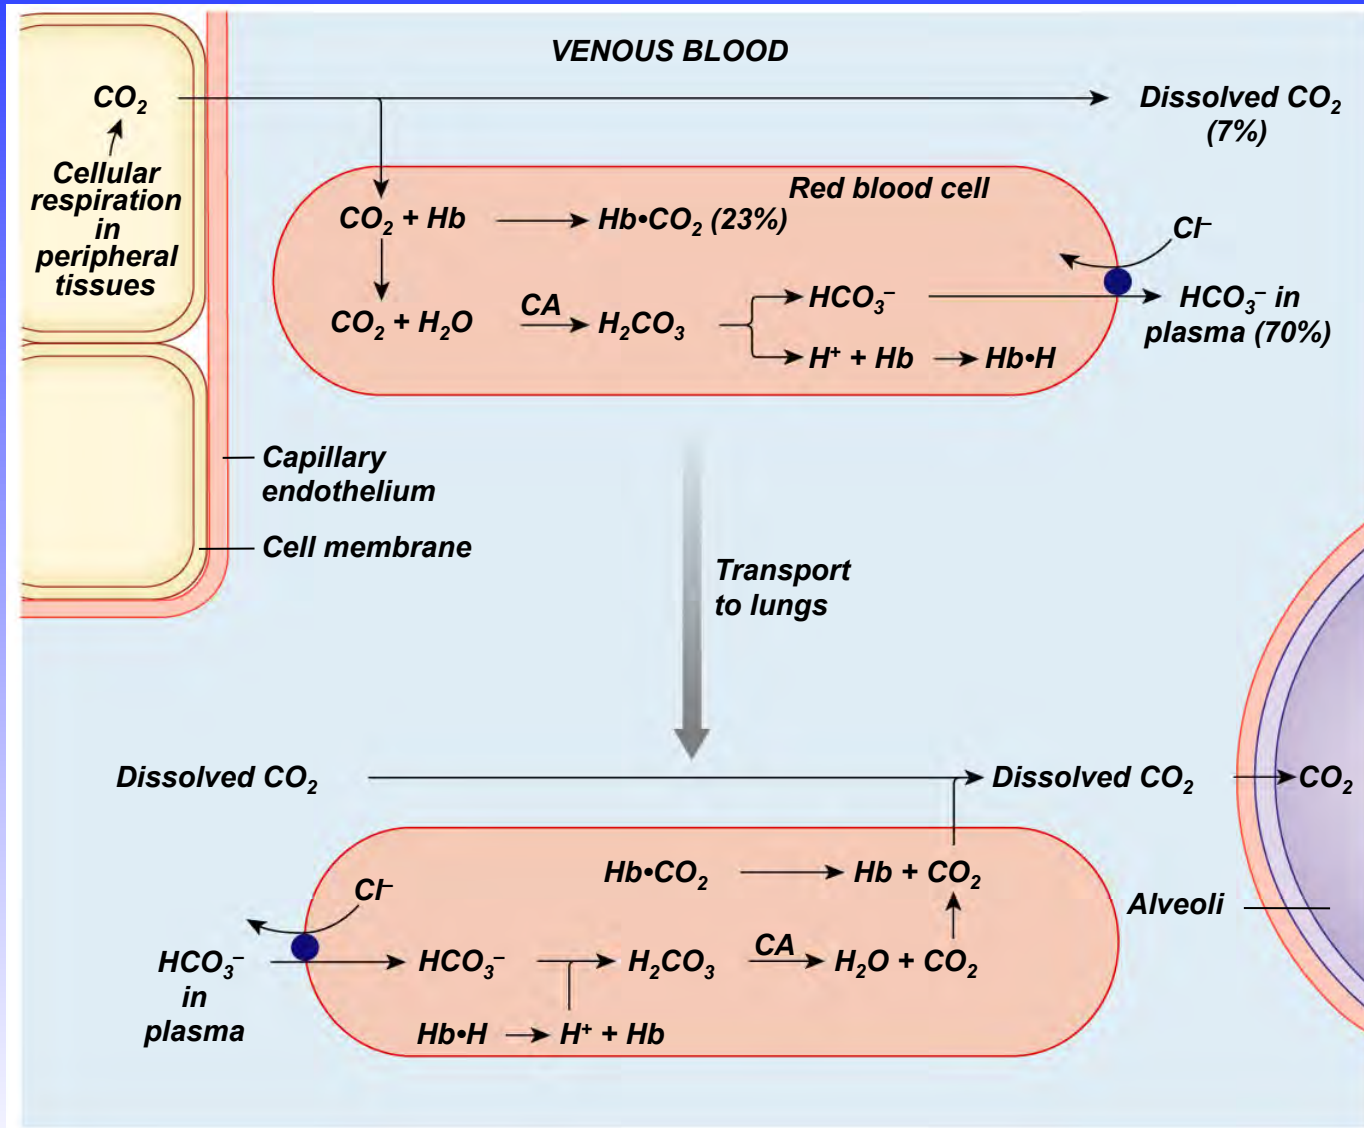 VENOUS BLOOD
CO₂
Dissolved CO₂
(7%)
Cellular
respiration
in
peripheral
tissues
Red blood cell
CO₂ + Hb
Hb•CO₂ (23%)
Cl⁻
CO₂ + H₂O
CA
H₂CO₃
HCO₃⁻
H⁺ + Hb
Hb•H
HCO₃⁻ in
plasma (70%)
Capillary
endothelium
Cell membrane
Transport
to lungs
Dissolved CO₂
Dissolved CO₂
CO₂
Hb•CO₂
Hb + CO₂
Cl⁻
Alveoli
HCO₃⁻
in
plasma
HCO₃⁻
H₂CO₃
CA
H₂O + CO₂
Hb•H
H⁺ + Hb